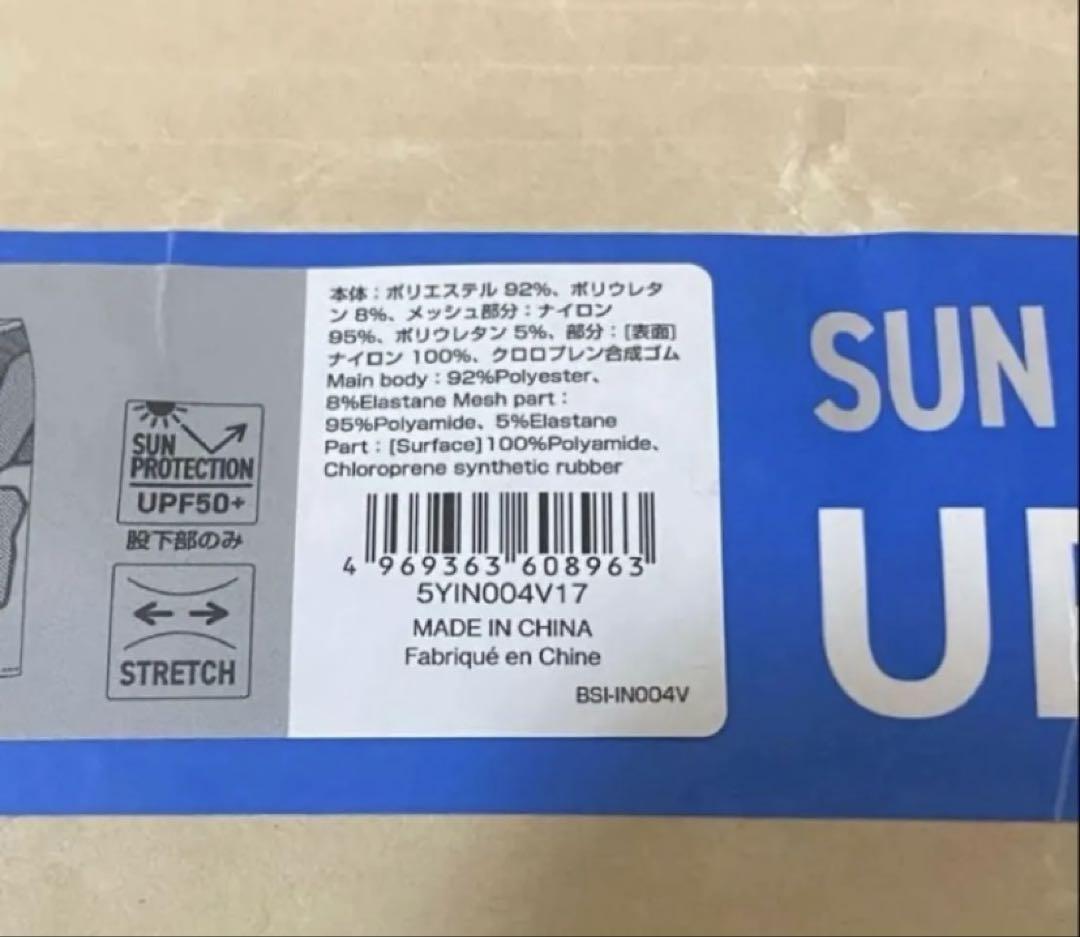 本体：ポリエステル 92%、ポリウレタ
ン 8%、メッシュ部分：ナイロン
95%、ポリウレタン 5%、部分：[表面]
ナイロン 100%、クロロプレン合成ゴム
Main body : 92%Polyester、
8%Elastane Mesh part :
95%Polyamide、5%Elastane
Part : [Surface]100%Polyamide、
Chloroprene synthetic rubber
4 969363 608963
5YIN004V17
MADE IN CHINA
Fabriqué en Chine
BSI-IN004V
SUN
PROTECTION
UPF50+
股下部のみ
STRETCH
SUN
U